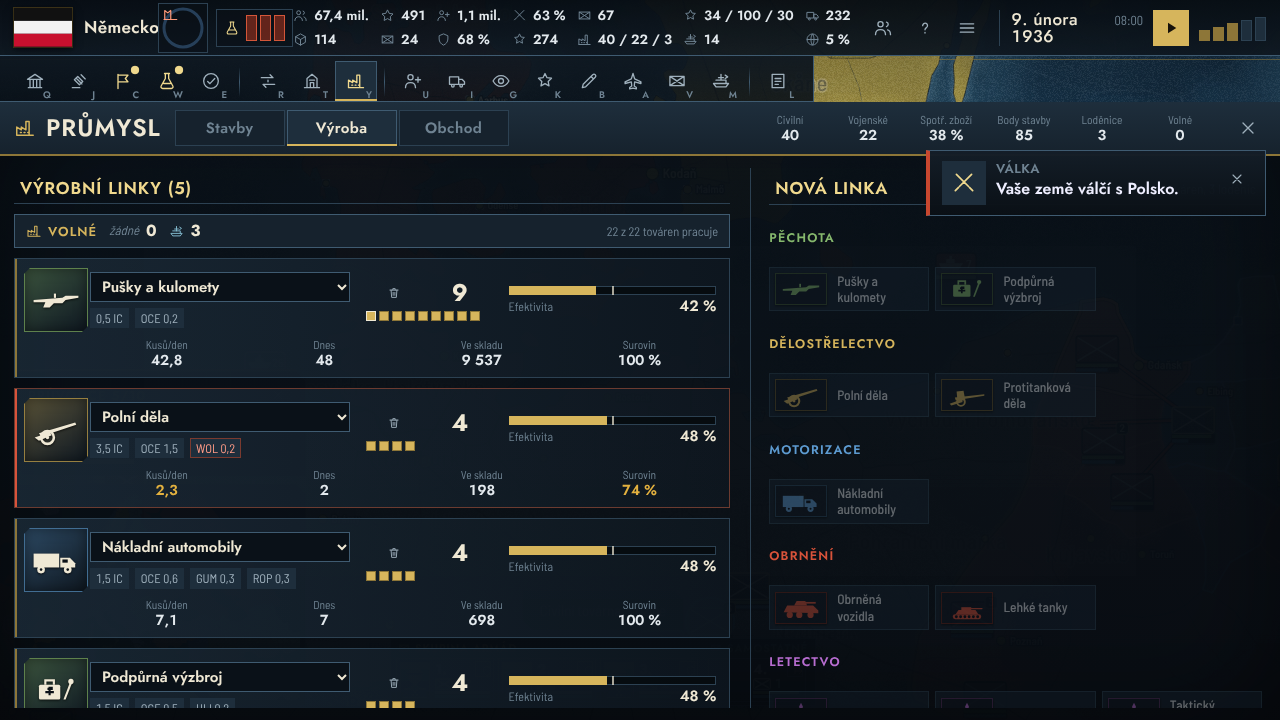 Německo
67,4 mil.
491
1,1 mil.
63 %
67
34 / 100 / 30
232
114
24
68 %
274
40 / 22 / 3
14
5 %
?
9. února
1936
08:00
Q
J
C
W
E
R
T
Y
U
I
G
K
B
A
V
M
L
PRŮMYSL
Stavby
Výroba
Obchod
Civilní
40
Vojenské
22
Spotř. zboží
38 %
Body stavby
85
Loděnice
3
Volné
0
VÁLKA
Vaše země válčí s Polsko.
VÝROBNÍ LINKY (5)
VOLNÉ žádné 0 3
22 z 22 továren pracuje
Pušky a kulomety
9
0,5 IC
OCE 0,2
Efektivita
42 %
Kusů/den
42,8
Dnes
48
Ve skladu
9 537
Surovin
100 %
Polní děla
4
3,5 IC
OCE 1,5
WOL 0,2
Efektivita
48 %
Kusů/den
2,3
Dnes
2
Ve skladu
198
Surovin
74 %
Nákladní automobily
4
1,5 IC
OCE 0,6
GUM 0,3
ROP 0,3
Efektivita
48 %
Kusů/den
7,1
Dnes
7
Ve skladu
698
Surovin
100 %
Podpůrná výzbroj
4
Efektivita
48 %
NOVÁ LINKA
PĚCHOTA
Pušky a
kulomety
Podpůrná
výzbroj
DĚLOSTŘELECTVO
Polní děla
Protitanková
děla
MOTORIZACE
Nákladní
automobily
OBRNĚNÍ
Obrněná
vozidla
Lehké tanky
LETECTVO
Taktický